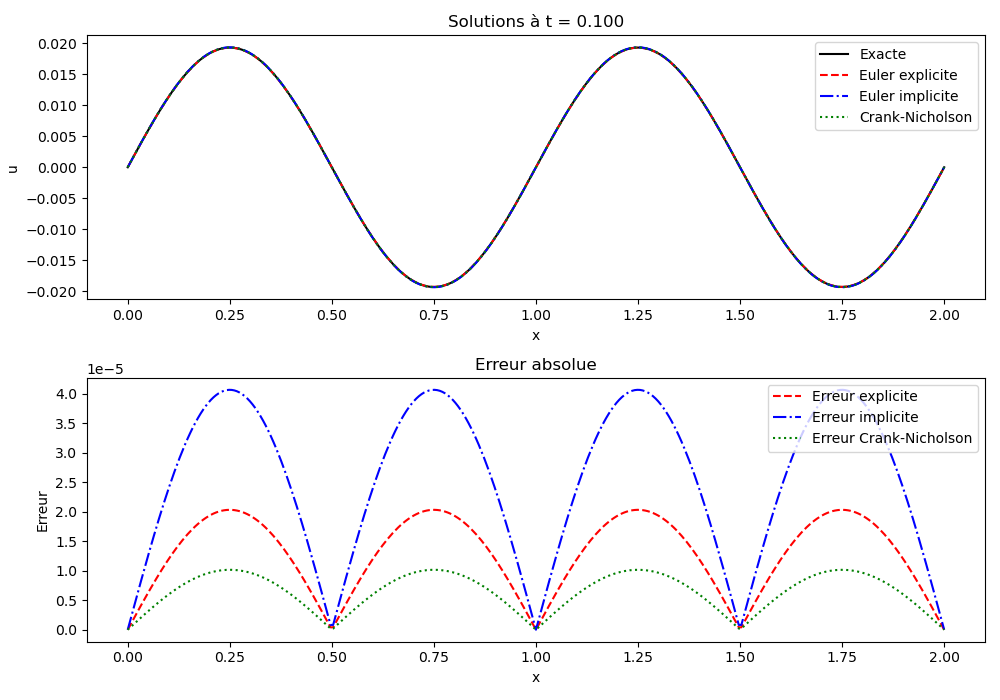 Solutions à t = 0.100
0.020
0.015
0.010
0.005
0.000
−0.005
−0.010
−0.015
−0.020
u
Exacte
Euler explicite
Euler implicite
Crank-Nicholson
0.00 0.25 0.50 0.75 1.00 1.25 1.50 1.75 2.00
x
Erreur absolue
1e−5
4.0
3.5
3.0
2.5
2.0
1.5
1.0
0.5
0.0
Erreur
Erreur explicite
Erreur implicite
Erreur Crank-Nicholson
0.00 0.25 0.50 0.75 1.00 1.25 1.50 1.75 2.00
x